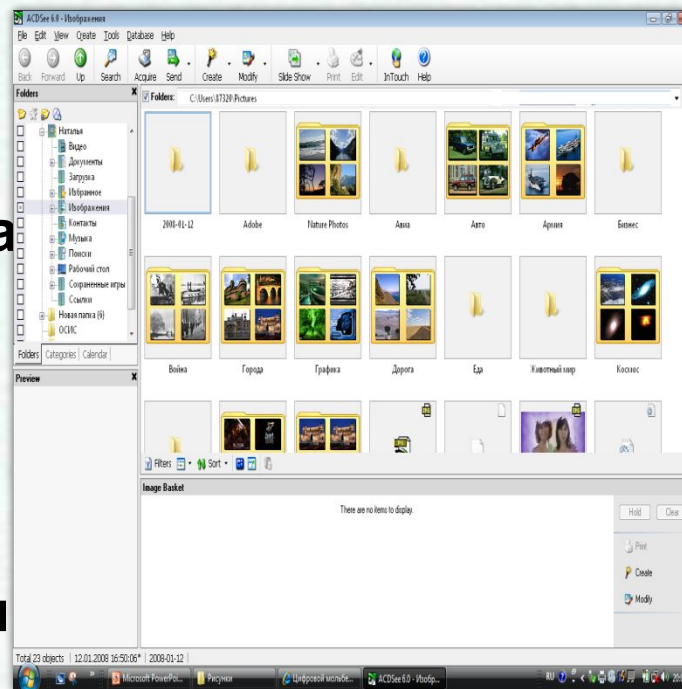 ACDSee 6.0 - Изображения
File Edit View Create Tools Database Help
Back Forward Up Search Acquire Send Create Modify Slide Show Print Edit InTouch Help
Folders
Folders: C:\Users\87329\Pictures
Наталья
Видео
Документы
Загрузка
Избранное
Изображения
Контакты
Музыка
Поиски
Рабочий стол
Сохраненные игры
Ссылки
Новая папка (6)
ОСИС
Folders Categories Calendar
Preview
2008-01-12 Adobe Nature Photos Авиа Авто Армия Бизнес
Война Города Графика Дорога Еда Животный мир Космос
Filters Sort
Image Basket
There are no items to display.
Hold Clear
Print
Create
Modify
Total 23 objects 12.01.2008 16:50:06* 2008-01-12
Microsoft PowerPoi... Рисунки Цифровой мольбе... ACDSee 6.0 - Изобр... RU
а